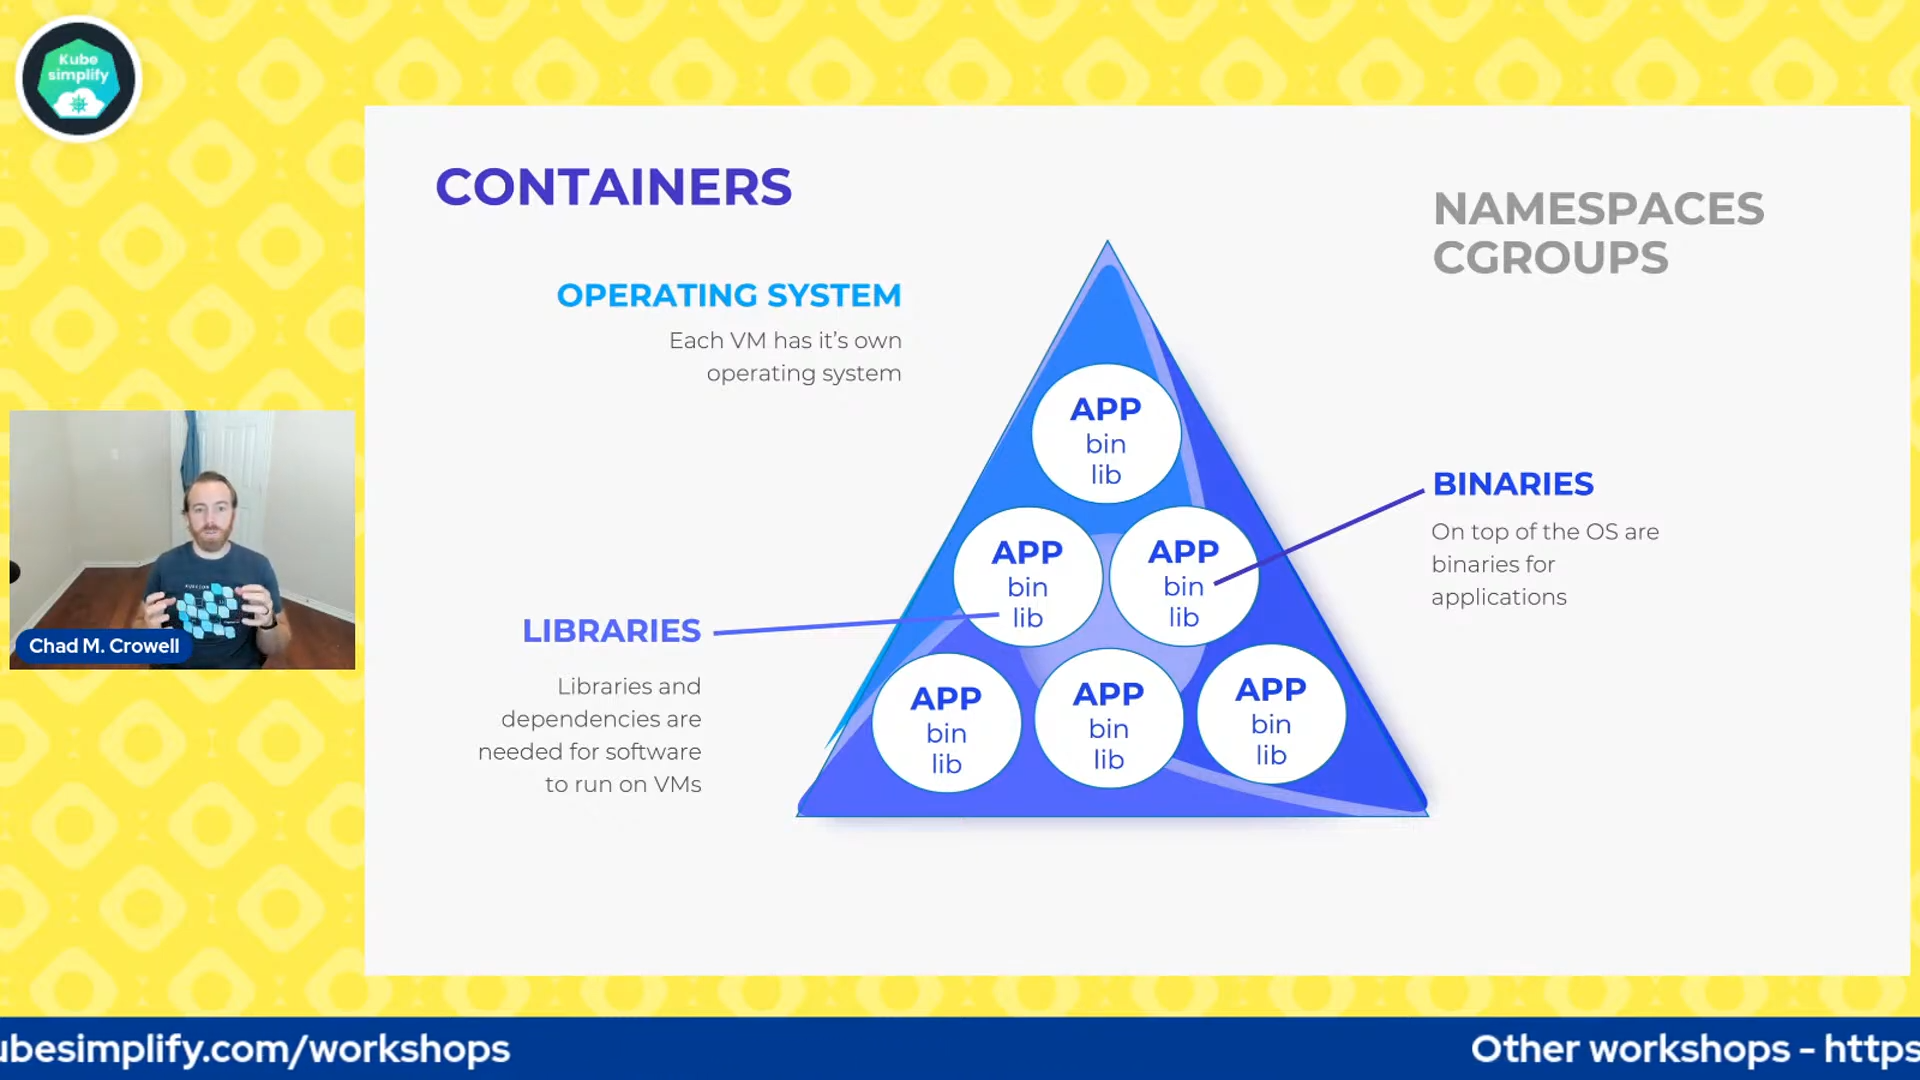 Kube
simplify
CONTAINERS
NAMESPACES
CGROUPS
OPERATING SYSTEM
Each VM has it’s own
operating system
APP
bin
lib
APP
bin
lib
APP
bin
lib
BINARIES
On top of the OS are
binaries for
applications
LIBRARIES
Libraries and
dependencies are
needed for software
to run on VMs
APP
bin
lib
APP
bin
lib
APP
bin
lib
Chad M. Crowell
ubesimplify.com/workshops
Other workshops - https